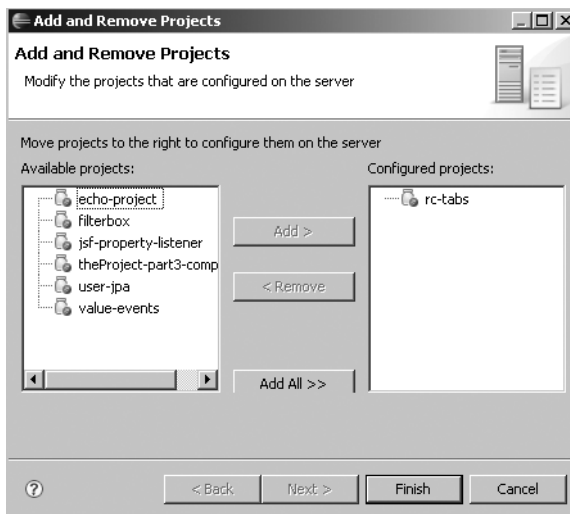 Add and Remove Projects
Add and Remove Projects
Modify the projects that are configured on the server
Move projects to the right to configure them on the server
Available projects:
Configured projects:
echo-project
filterbox
jsf-property-listener
theProject-part3-comp
user-jpa
value-events
Add >
< Remove
Add All >>
rc-tabs
?
< Back
Next >
Finish
Cancel